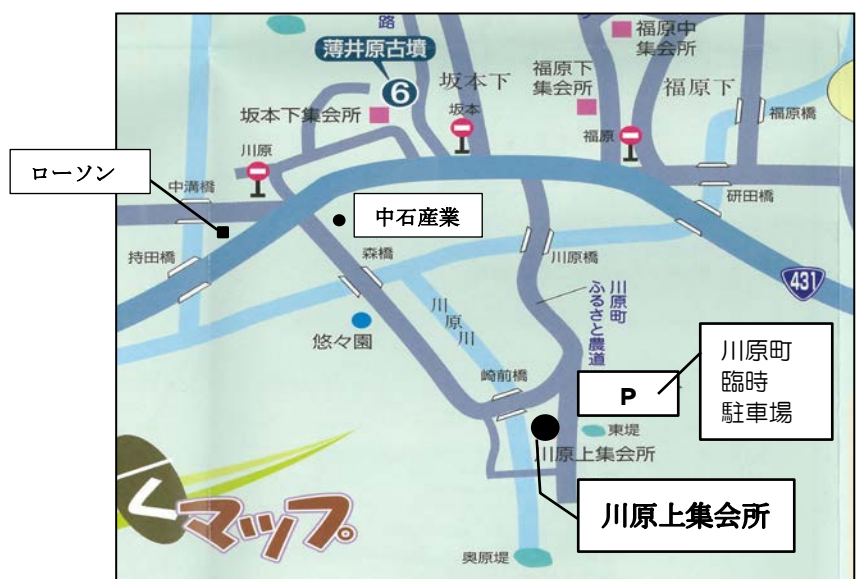 路
福原中
集会所
薄井原古墳
6
坂本下
福原下
集会所
福原下
坂本下集会所
坂本
福原
福原橋
川原
ローソン
中溝橋
中石産業
研田橋
持田橋
森橋
川原橋
431
川原町
ふるさと農道
川原川
悠々園
崎前橋
P
川原町
臨時
駐車場
東堤
川原上集会所
川原上集会所
くマップ
奥原堤